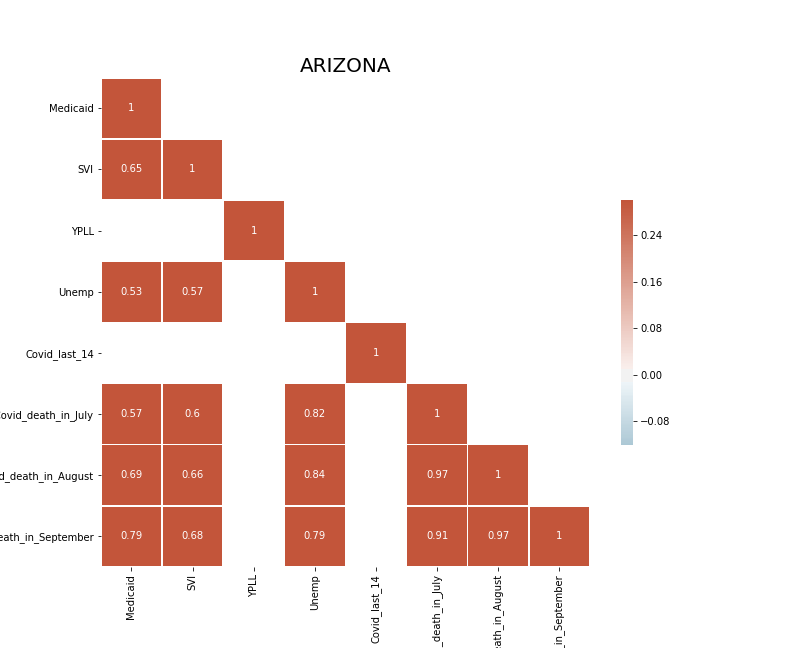 ARIZONA
Medicaid 1
SVI 0.65 1
YPLL 1
0.24
Unemp 0.53 0.57 1
0.16
0.08
Covid_last_14 1
0.00
Covid_death_in_July 0.57 0.6 0.82 1
−0.08
d_death_in_August 0.69 0.66 0.84 0.97 1
eath_in_September 0.79 0.68 0.79 0.91 0.97 1
Medicaid
SVI
YPLL
Unemp
Covid_last_14
_death_in_July
eath_in_August
_in_September